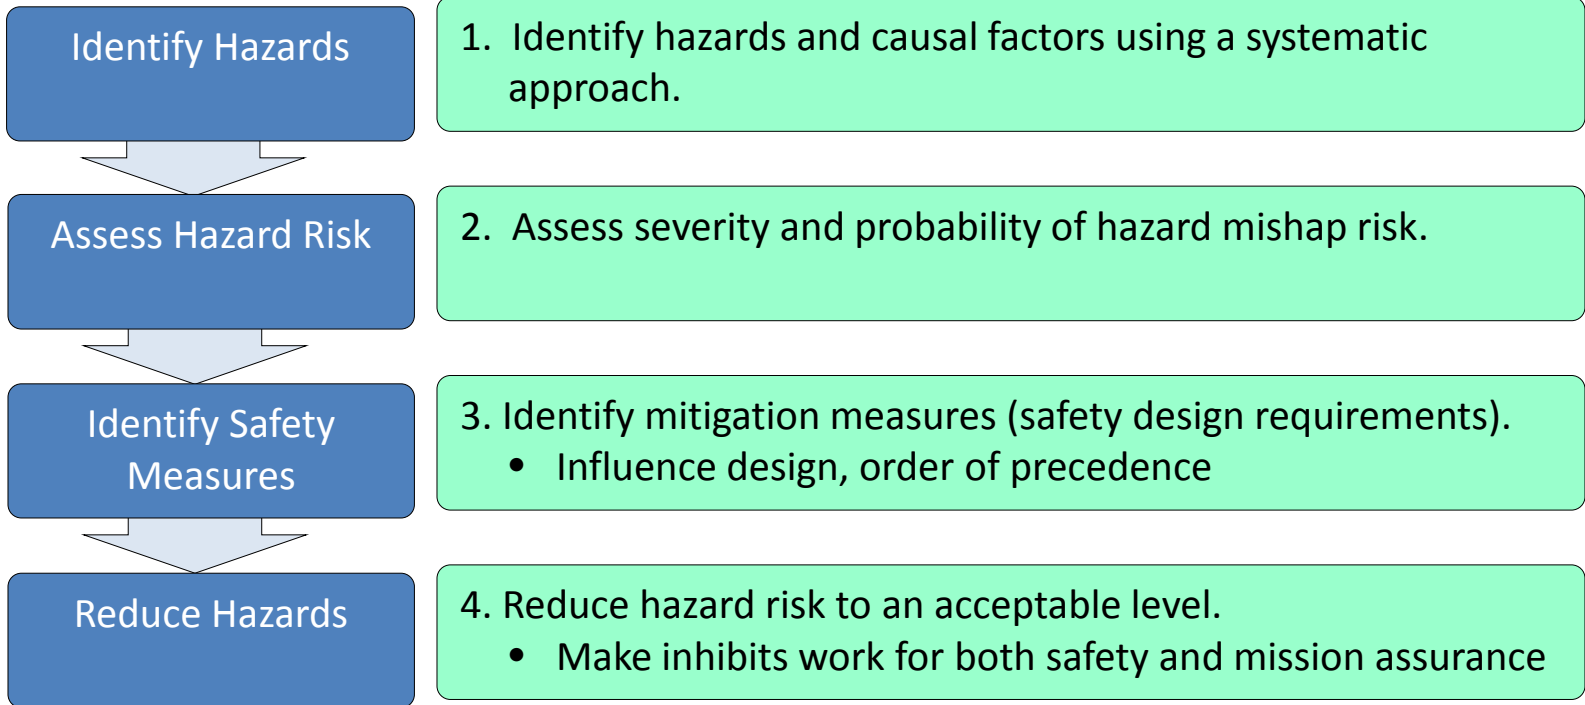 Identify Hazards
1. Identify hazards and causal factors using a systematic
approach.
Assess Hazard Risk
2. Assess severity and probability of hazard mishap risk.
Identify Safety
Measures
3. Identify mitigation measures (safety design requirements).
• Influence design, order of precedence
Reduce Hazards
4. Reduce hazard risk to an acceptable level.
• Make inhibits work for both safety and mission assurance